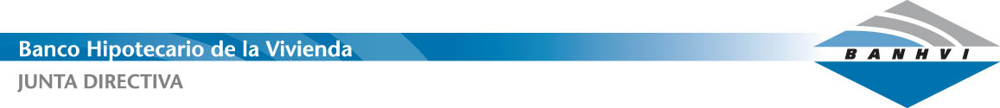 Banco Hipotecario de la Vivienda
BANHVI
JUNTA DIRECTIVA